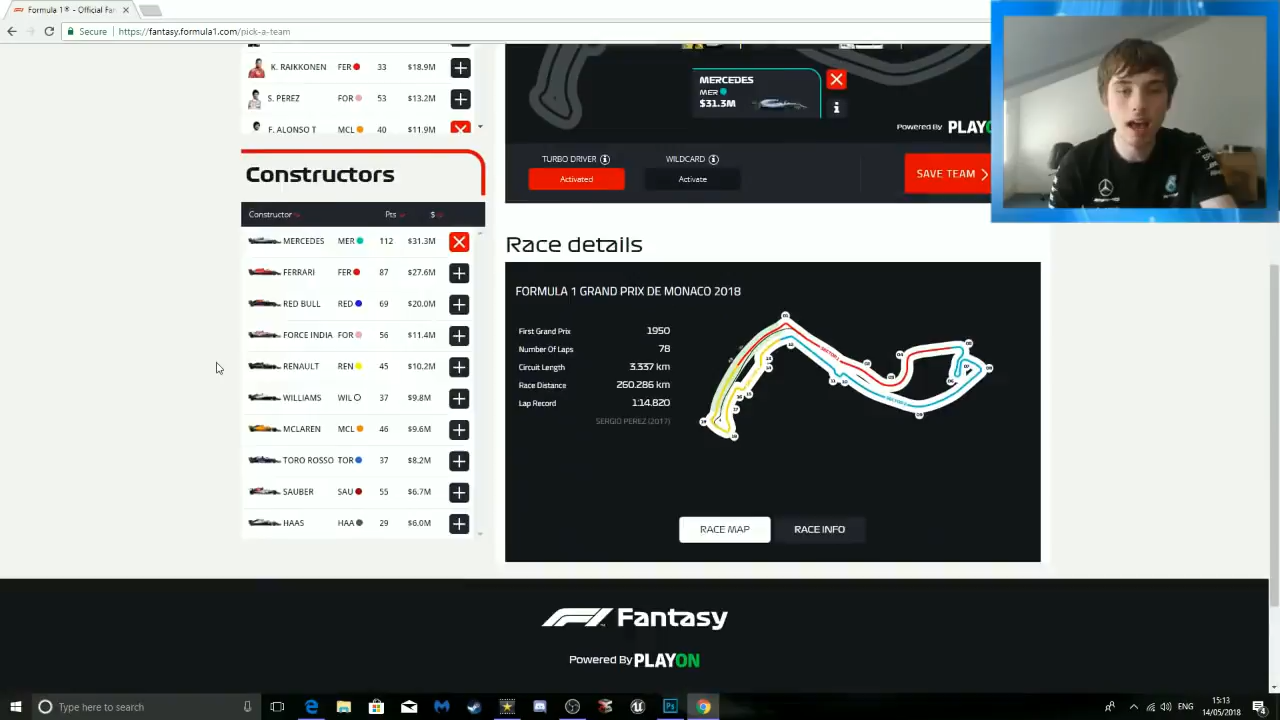 Formula 1® - Official Fan
Secure https://fantasy.formula1.com/pick-a-team
K. RAIKKONEN FER 33 $18.9M
S. PEREZ FOR 53 $13.2M
F. ALONSO T MCL 40 $11.9M
MERCEDES
MER
$31.3M
Powered By PLAYON
TURBO DRIVER WILDCARD
Activated Activate
SAVE TEAM
Constructors
Constructor Pts $
MERCEDES MER 112 $31.3M
FERRARI FER 87 $27.6M
RED BULL RED 69 $20.0M
FORCE INDIA FOR 56 $11.4M
RENAULT REN 45 $10.2M
WILLIAMS WIL 37 $9.8M
MCLAREN MCL 46 $9.6M
TORO ROSSO TOR 37 $8.2M
SAUBER SAU 55 $6.7M
HAAS HAA 29 $6.0M
Race details
FORMULA 1 GRAND PRIX DE MONACO 2018
First Grand Prix 1950
Number Of Laps 78
Circuit Length 3.337 km
Race Distance 260.286 km
Lap Record 1:14.820
SERGIO PEREZ (2017)
RACE MAP RACE INFO
F1 Fantasy
Powered By PLAYON
Type here to search
ENG
15:13
14/05/2018